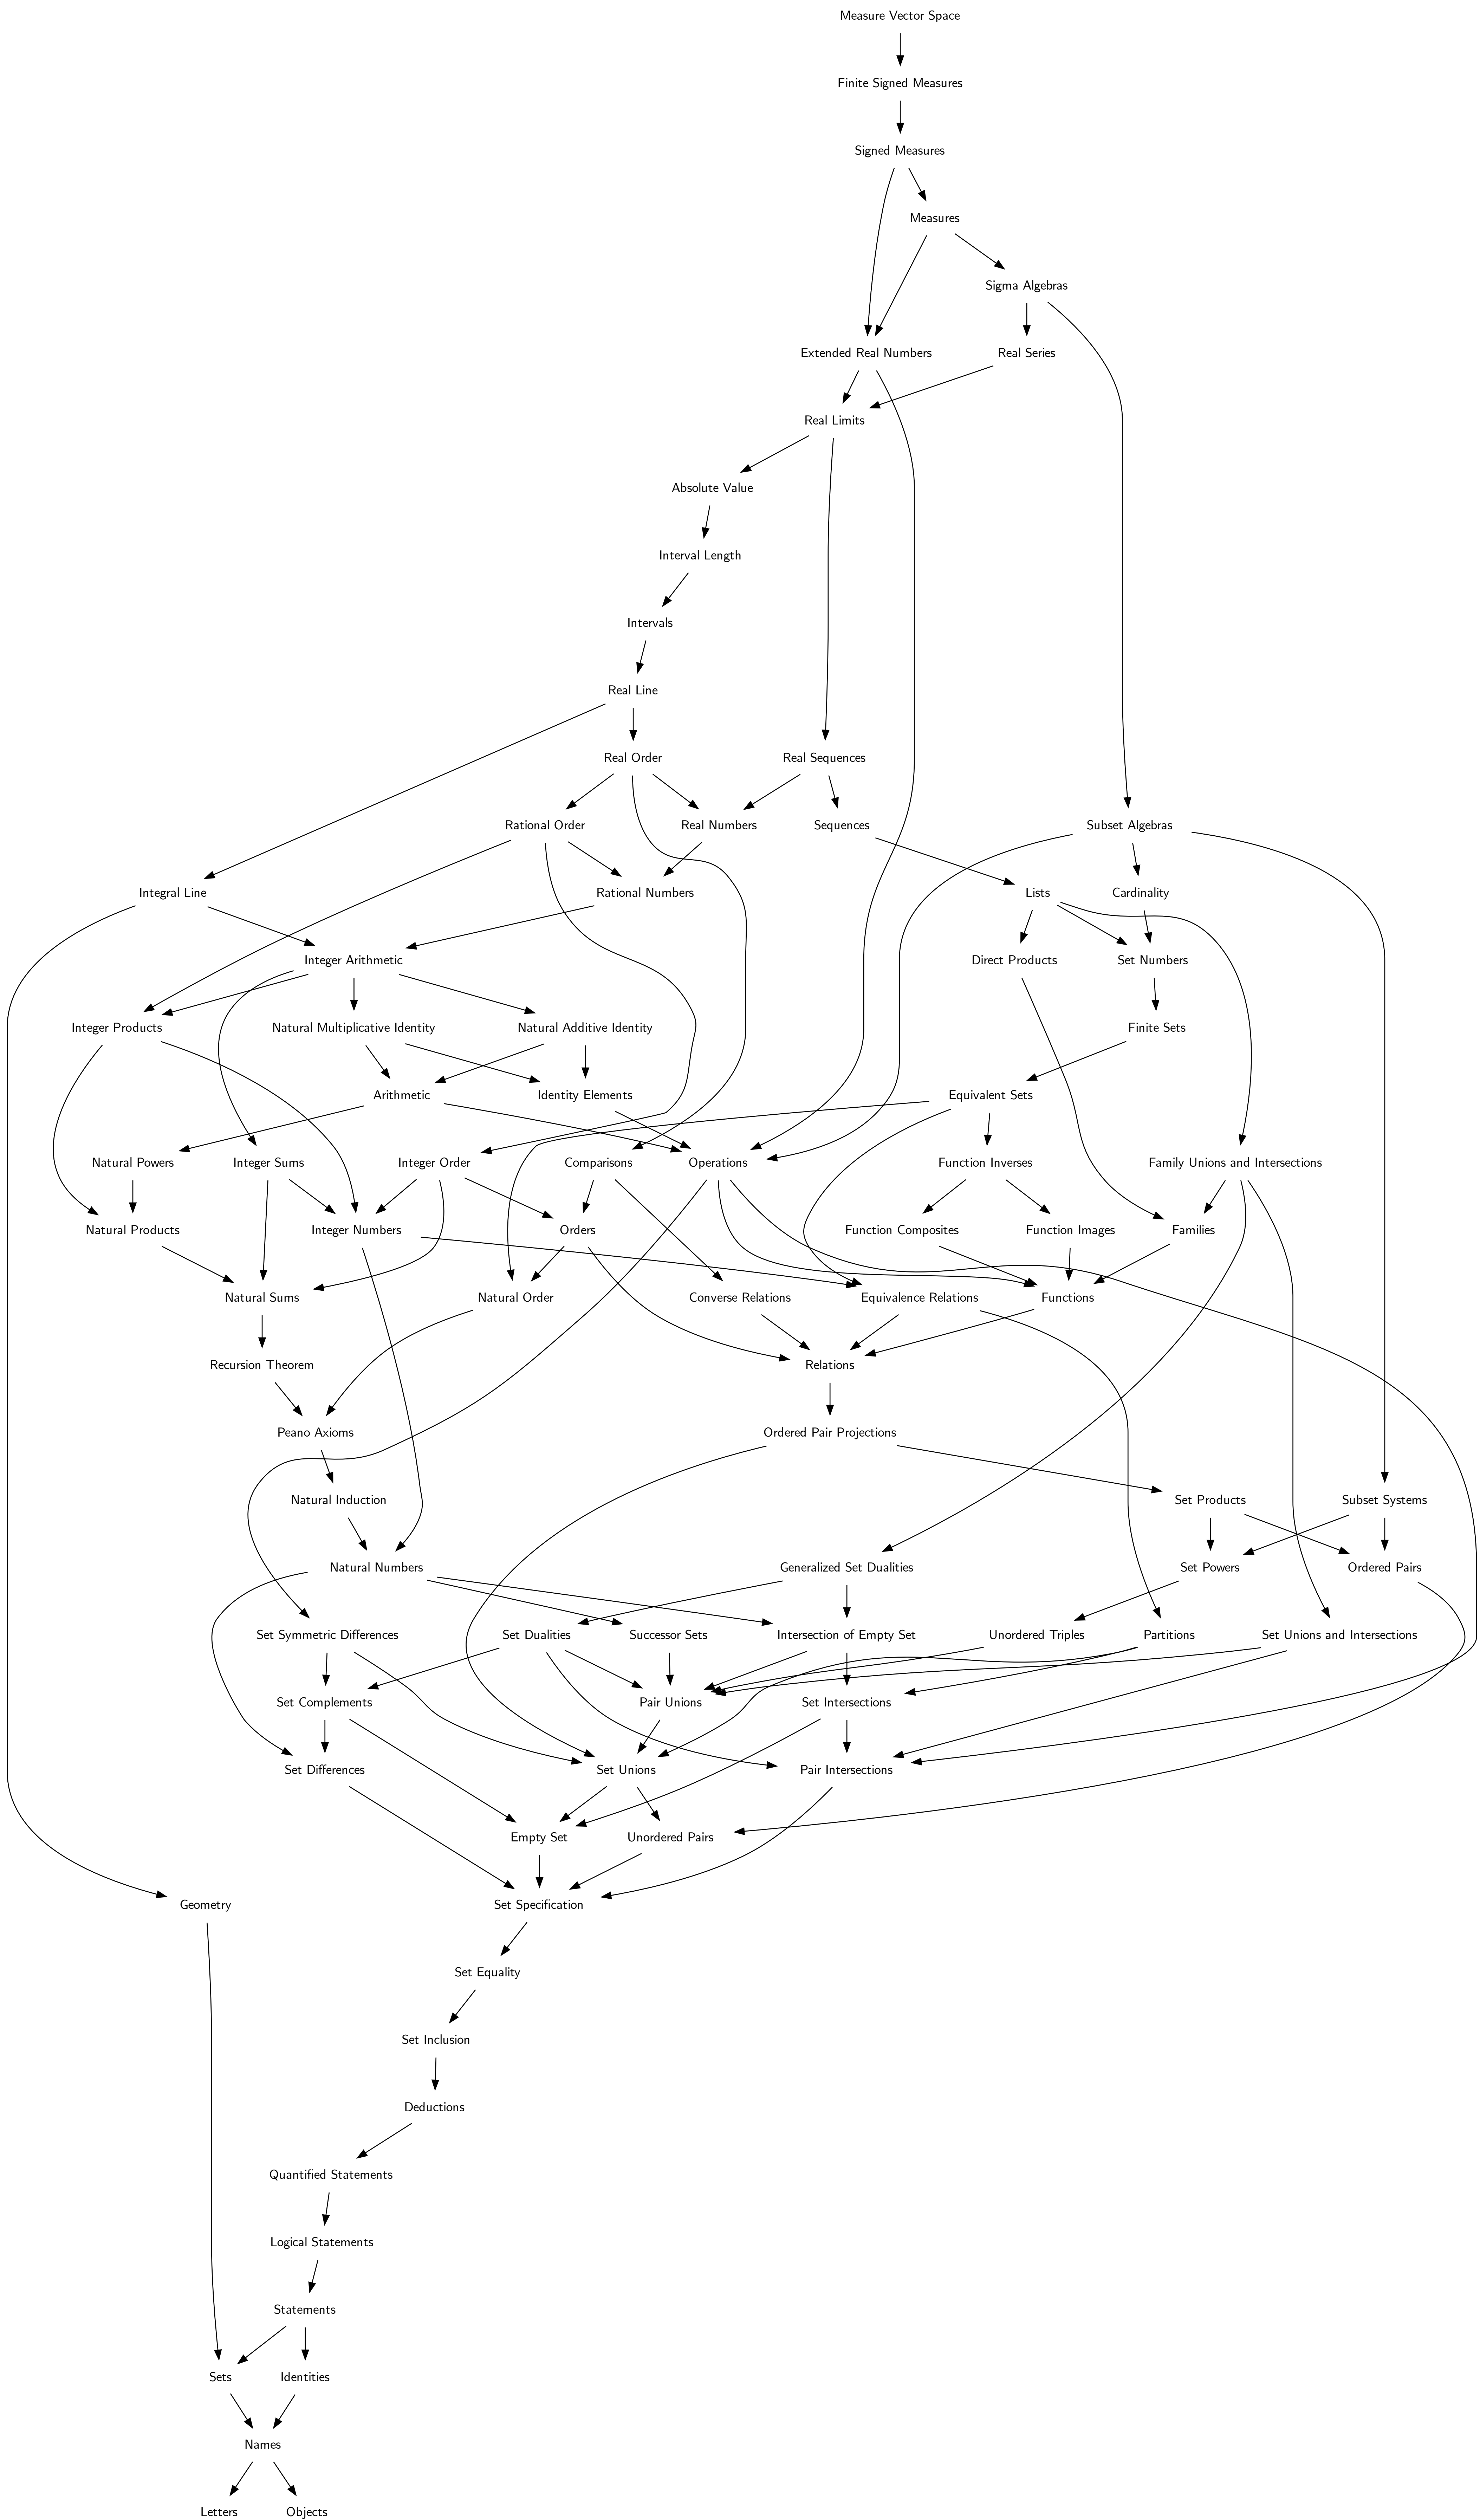 Measure Vector Space
Finite Signed Measures
Signed Measures
Measures
Sigma Algebras
Extended Real Numbers
Real Series
Real Limits
Absolute Value
Interval Length
Intervals
Real Line
Real Order
Real Sequences
Rational Order
Real Numbers
Sequences
Subset Algebras
Integral Line
Rational Numbers
Lists
Cardinality
Integer Arithmetic
Direct Products
Set Numbers
Integer Products
Natural Multiplicative Identity
Natural Additive Identity
Finite Sets
Arithmetic
Identity Elements
Equivalent Sets
Natural Powers
Integer Sums
Integer Order
Comparisons
Operations
Function Inverses
Family Unions and Intersections
Natural Products
Integer Numbers
Orders
Function Composites
Function Images
Families
Natural Sums
Natural Order
Converse Relations
Equivalence Relations
Functions
Recursion Theorem
Relations
Peano Axioms
Ordered Pair Projections
Natural Induction
Set Products
Subset Systems
Natural Numbers
Generalized Set Dualities
Set Powers
Ordered Pairs
Set Symmetric Differences
Set Dualities
Successor Sets
Intersection of Empty Set
Unordered Triples
Partitions
Set Unions and Intersections
Set Complements
Pair Unions
Set Intersections
Set Differences
Set Unions
Pair Intersections
Empty Set
Unordered Pairs
Geometry
Set Specification
Set Equality
Set Inclusion
Deductions
Quantified Statements
Logical Statements
Statements
Sets
Identities
Names
Letters
Objects